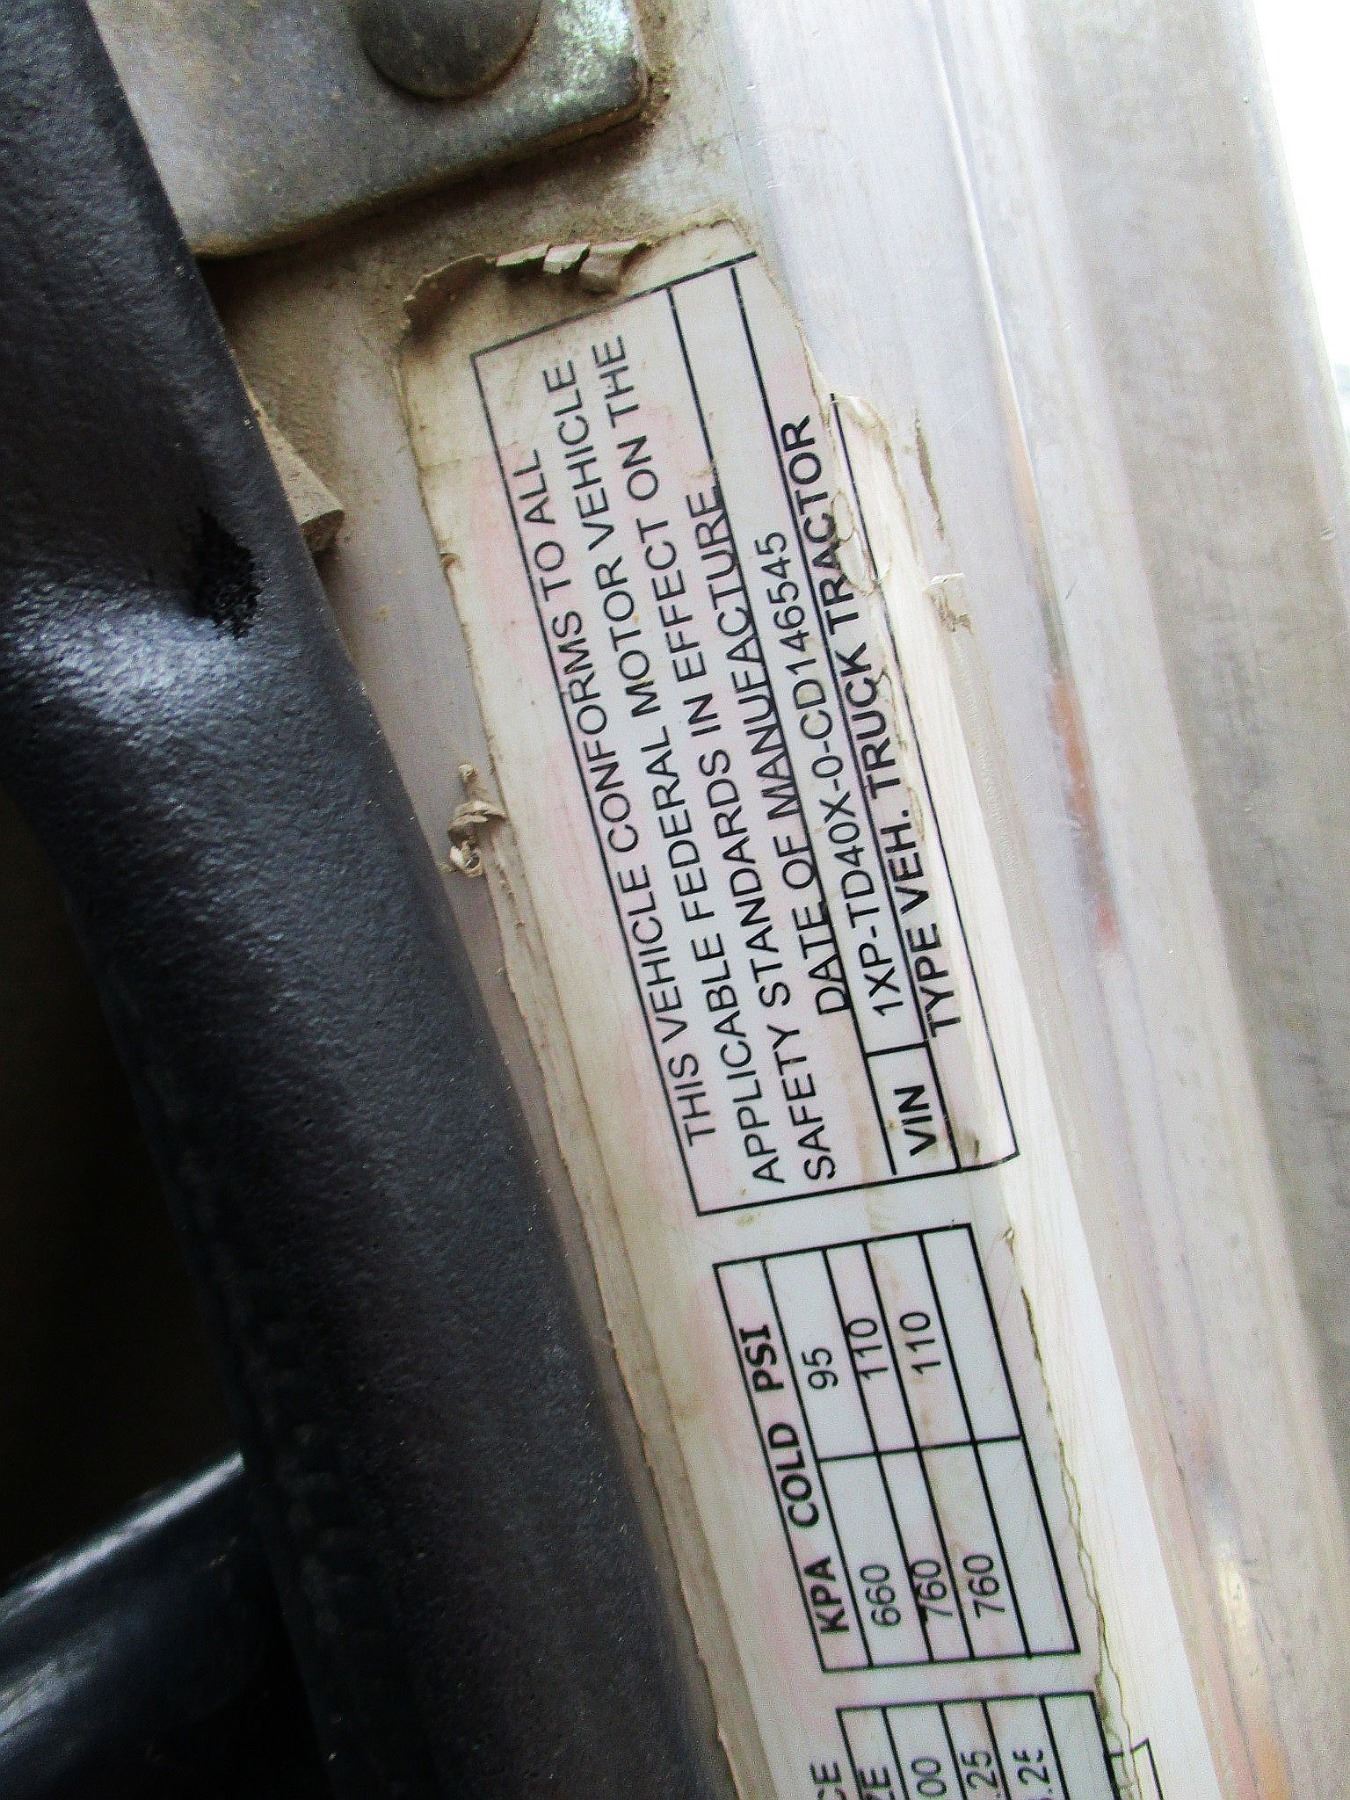 THIS VEHICLE CONFORMS TO ALL
APPLICABLE FEDERAL MOTOR VEHICLE
SAFETY STANDARDS IN EFFECT ON THE
DATE OF MANUFACTURE.
VIN 1XP-TD40X-0-CD146545
TYPE VEH. TRUCK TRACTOR
KPA COLD PSI
660 95
760 110
760 110